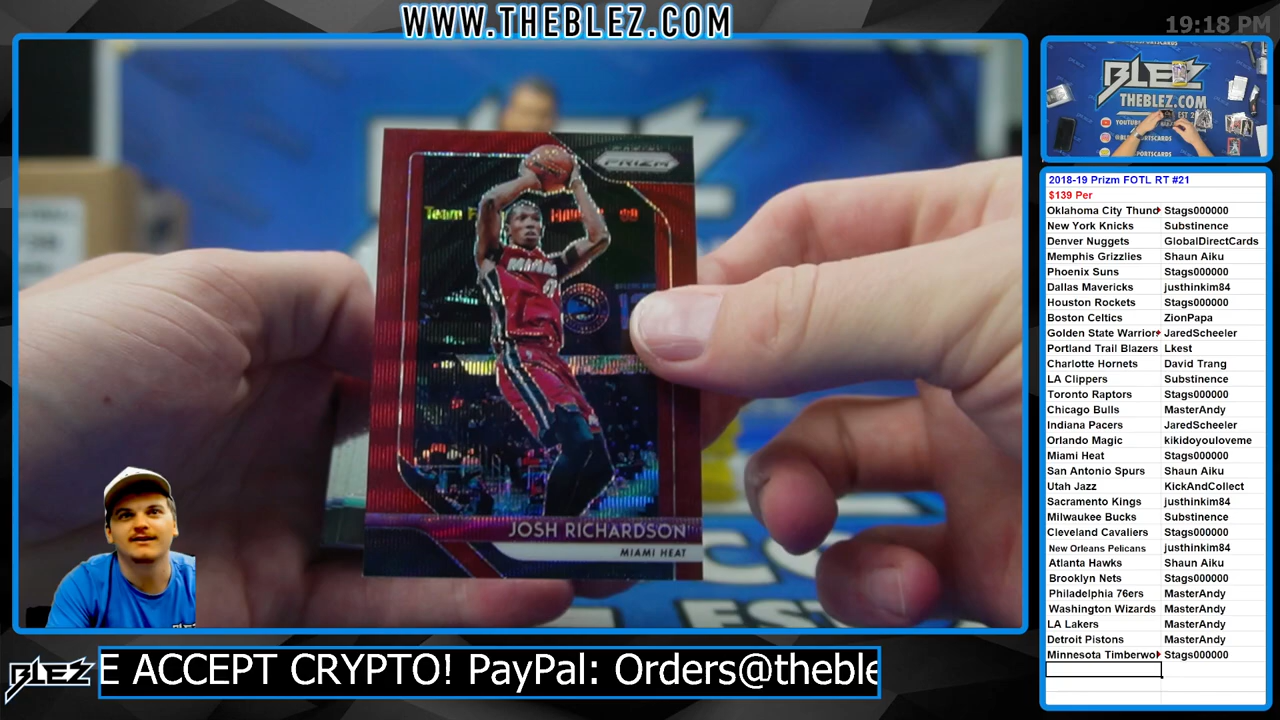 WWW.THEBLEZ.COM
19:18 PM
BLEZ
THEBLEZ.COM
PANINI
PRIZM
MIAMI
JOSH RICHARDSON
MIAMI HEAT
2018-19 Prizm FOTL RT #21
$139 Per
Oklahoma City Thund Stags000000
New York Knicks Substinence
Denver Nuggets GlobalDirectCards
Memphis Grizzlies Shaun Aiku
Phoenix Suns Stags000000
Dallas Mavericks justhinkim84
Houston Rockets Stags000000
Boston Celtics ZionPapa
Golden State Warrior JaredScheeler
Portland Trail Blazers Lkest
Charlotte Hornets David Trang
LA Clippers Substinence
Toronto Raptors Stags000000
Chicago Bulls MasterAndy
Indiana Pacers JaredScheeler
Orlando Magic kikidoyouloveme
Miami Heat Stags000000
San Antonio Spurs Shaun Aiku
Utah Jazz KickAndCollect
Sacramento Kings justhinkim84
Milwaukee Bucks Substinence
Cleveland Cavaliers Stags000000
New Orleans Pelicans justhinkim84
Atlanta Hawks Shaun Aiku
Brooklyn Nets Stags000000
Philadelphia 76ers MasterAndy
Washington Wizards MasterAndy
LA Lakers MasterAndy
Detroit Pistons MasterAndy
Minnesota Timberwo Stags000000
BLEZ
E ACCEPT CRYPTO! PayPal: Orders@theble